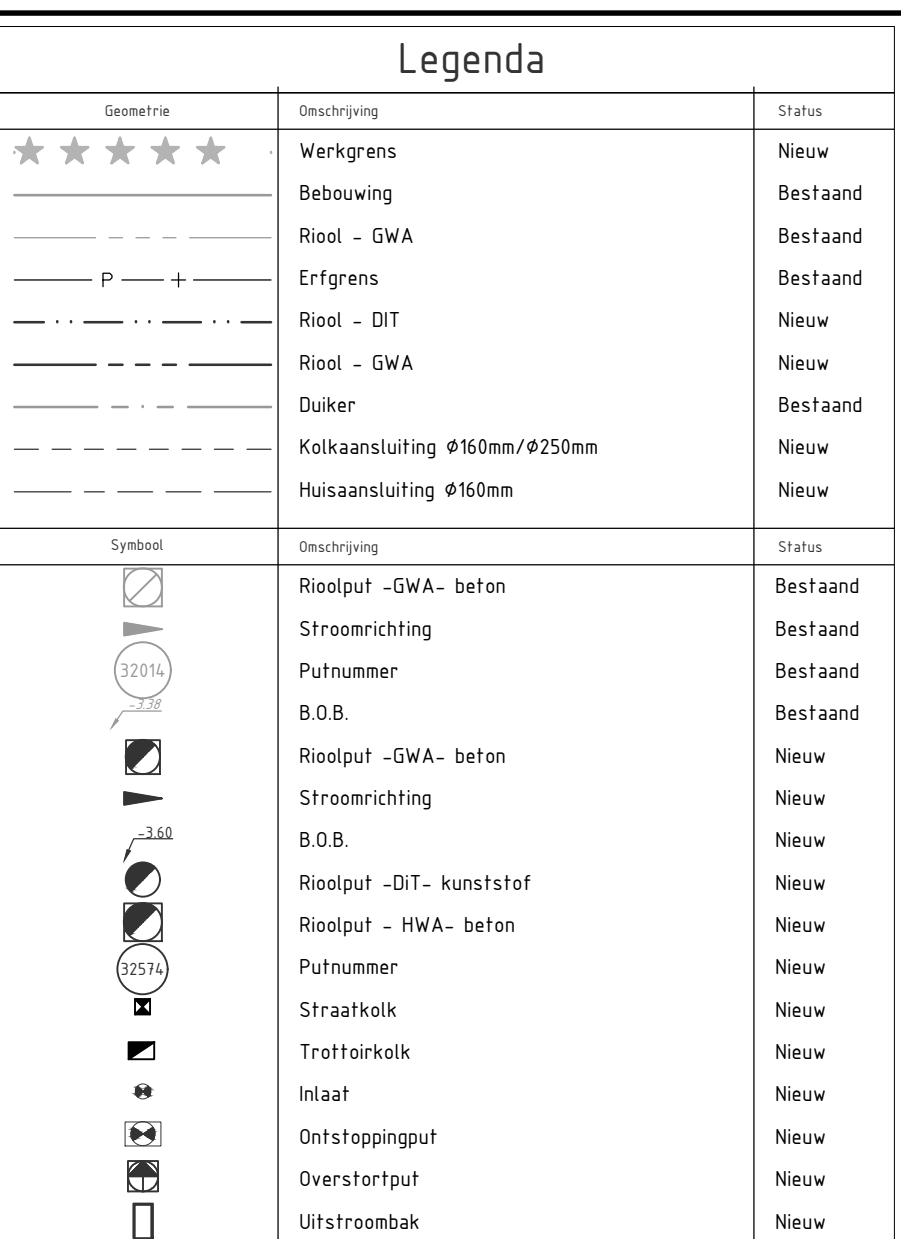 Legenda
Geometrie Omschrijving Status
Werkgrens Nieuw
Bebouwing Bestaand
Riool - GWA Bestaand
P + Erfgrens Bestaand
Riool - DIT Nieuw
Riool - GWA Nieuw
Duiker Bestaand
Kolkaansluiting Ø160mm/Ø250mm Nieuw
Huisaansluiting Ø160mm Nieuw
Symbool Omschrijving Status
Rioolput -GWA- beton Bestaand
Stroomrichting Bestaand
32014 Putnummer Bestaand
-3.38 B.O.B. Bestaand
Rioolput -GWA- beton Nieuw
Stroomrichting Nieuw
-3.60 B.O.B. Nieuw
Rioolput -DiT- kunststof Nieuw
Rioolput - HWA- beton Nieuw
32574 Putnummer Nieuw
Straatkolk Nieuw
Trottoirkolk Nieuw
Inlaat Nieuw
Ontstoppingput Nieuw
Overstortput Nieuw
Uitstroombak Nieuw